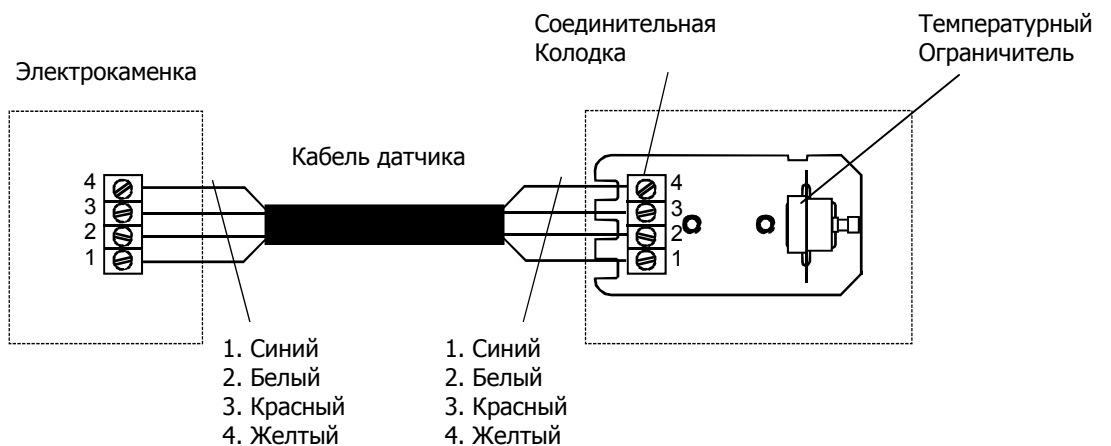 Соединительная
Колодка
Температурный
Ограничитель
Электрокаменка
Кабель датчика
4
3
2
1
4
3
2
1
1. Синий
2. Белый
3. Красный
4. Желтый
1. Синий
2. Белый
3. Красный
4. Желтый